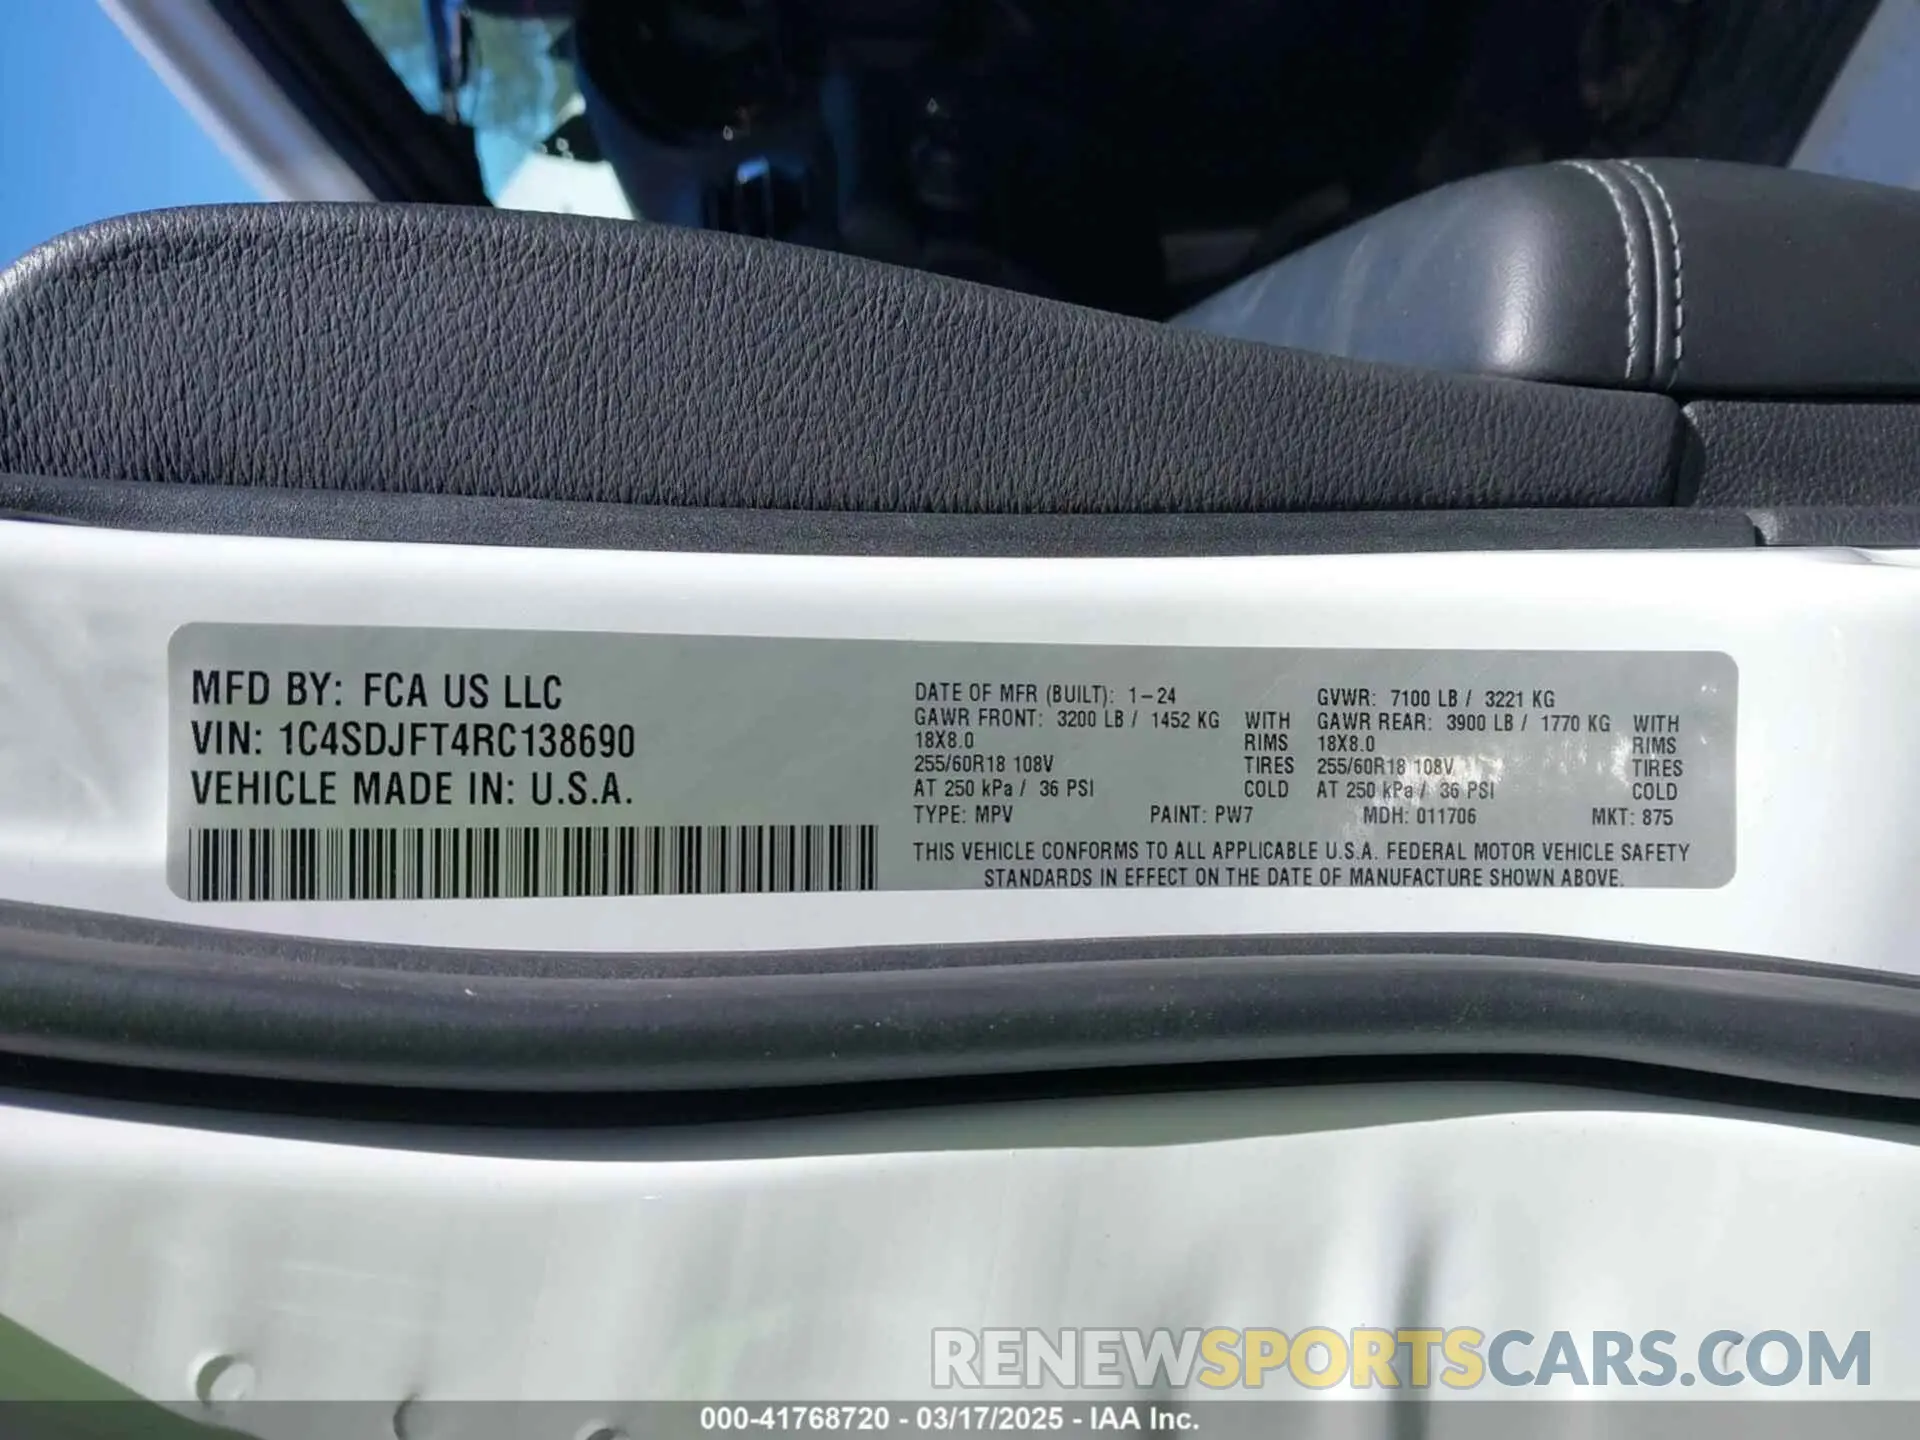 MFD BY: FCA US LLC
VIN: 1C4SDJFT4RC138690
VEHICLE MADE IN: U.S.A.
DATE OF MFR (BUILT): 1-24 GVWR: 7100 LB / 3221 KG
GAWR FRONT: 3200 LB / 1452 KG WITH GAWR REAR: 3900 LB / 1770 KG WITH
18X8.0 RIMS 18X8.0 RIMS
255/60R18 108V TIRES 255/60R18 108V TIRES
AT 250 kPa / 36 PSI COLD AT 250 kPa / 36 PSI COLD
TYPE: MPV PAINT: PW7 MDH: 011706 MKT: 875
THIS VEHICLE CONFORMS TO ALL APPLICABLE U.S.A. FEDERAL MOTOR VEHICLE SAFETY
STANDARDS IN EFFECT ON THE DATE OF MANUFACTURE SHOWN ABOVE.
RENEWSPORTSCARS.COM
000-41768720 - 03/17/2025 - IAA Inc.